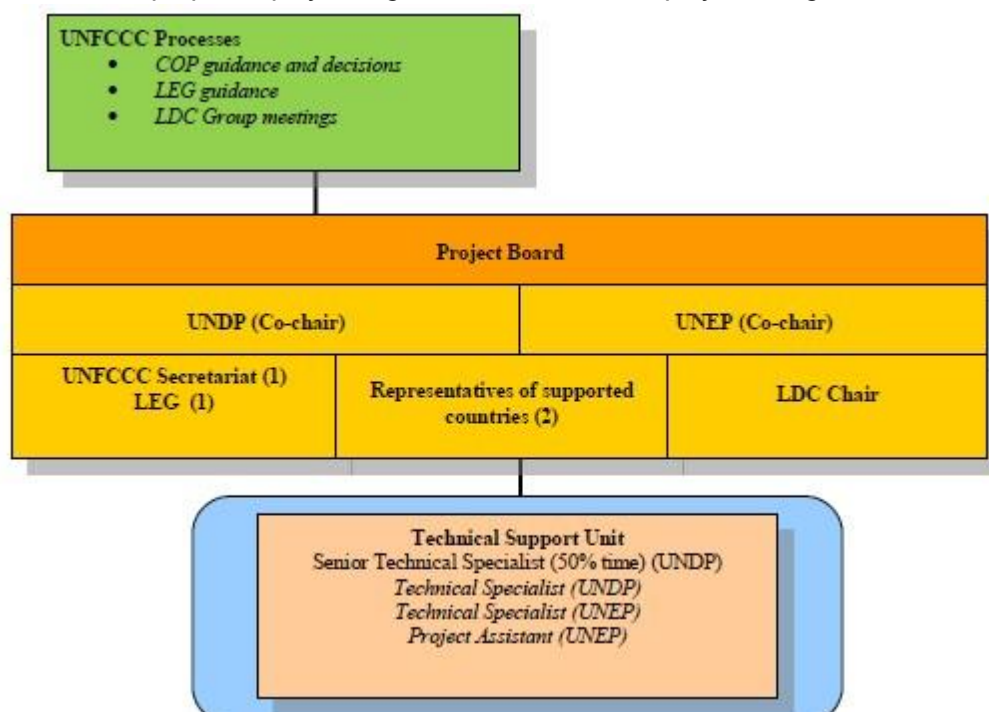 UNFCCC Processes
• COP guidance and decisions
• LEG guidance
• LDC Group meetings
Project Board
UNDP (Co-chair)
UNEP (Co-chair)
UNFCCC Secretariat (1)
LEG (1)
Representatives of supported
countries (2)
LDC Chair
Technical Support Unit
Senior Technical Specialist (50% time) (UNDP)
Technical Specialist (UNDP)
Technical Specialist (UNEP)
Project Assistant (UNEP)